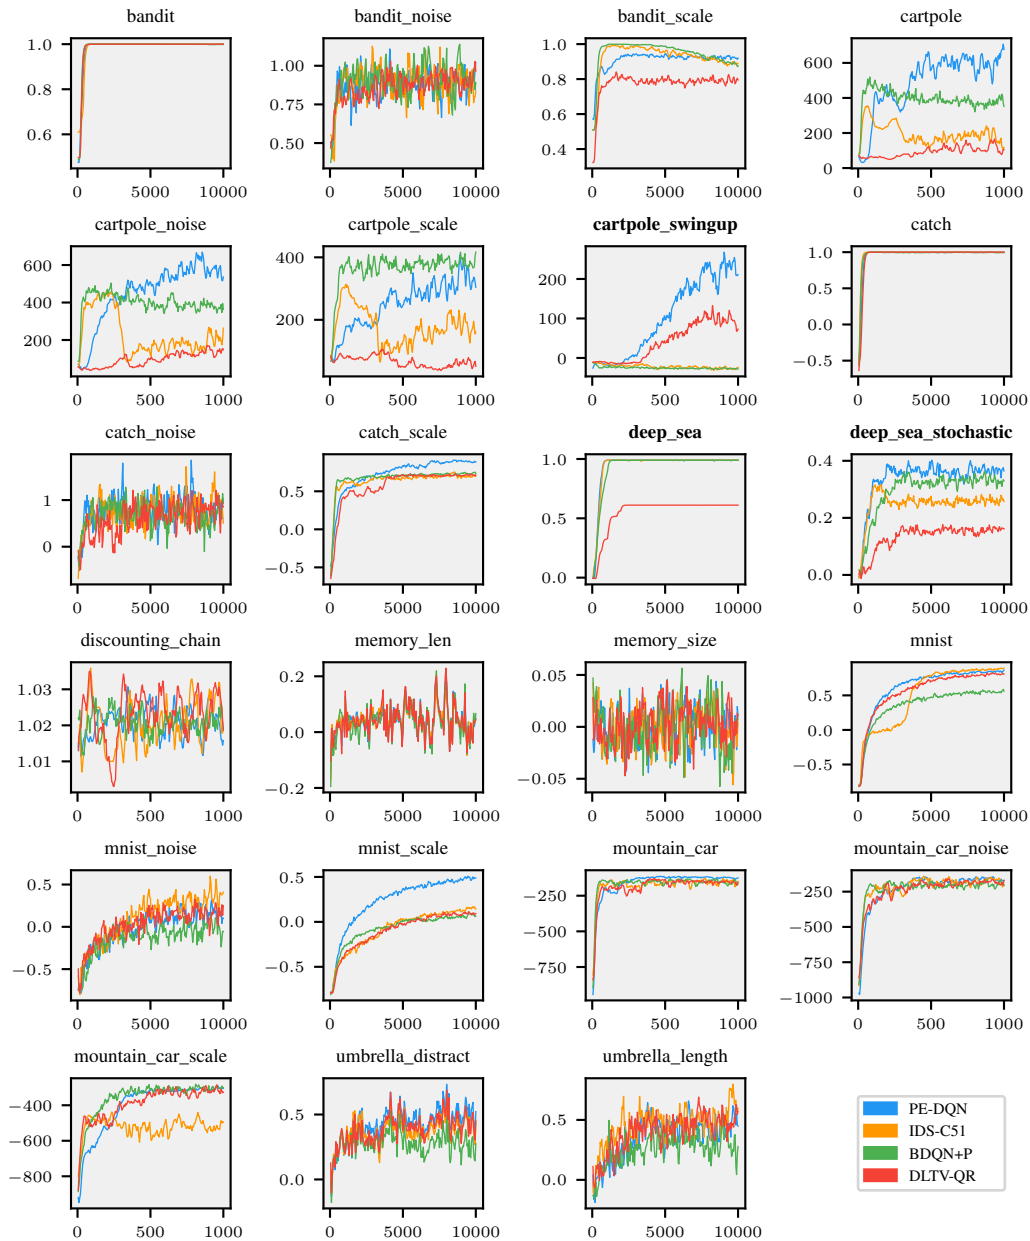 bandit bandit_noise bandit_scale cartpole
1.0 0.8 0.6
0 5000 10000
1.00 0.75 0.50
0 5000 10000
1.0 0.8 0.6 0.4
0 5000 10000
600 400 200 0
0 500 1000
cartpole_noise cartpole_scale cartpole_swingup catch
600 400 200
0 500 1000
400 200
0 500 1000
200 100 0
0 500 1000
1.0 0.5 0.0 −0.5
0 5000 10000
catch_noise catch_scale deep_sea deep_sea_stochastic
1 0
0 5000 10000
0.5 0.0 −0.5
0 5000 10000
1.0 0.5 0.0
0 5000 10000
0.4 0.2 0.0
0 5000 10000
discounting_chain memory_len memory_size mnist
1.03 1.02 1.01
0 500 1000
0.2 0.0 −0.2
0 5000 10000
0.05 0.00 −0.05
0 5000 10000
0.5 0.0 −0.5
0 5000 10000
mnist_noise mnist_scale mountain_car mountain_car_noise
0.5 0.0 −0.5
0 5000 10000
0.5 0.0 −0.5
0 5000 10000
−250 −500 −750
0 500 1000
−250 −500 −750 −1000
0 500 1000
mountain_car_scale umbrella_distract umbrella_length
−400 −600 −800
0 500 1000
0.5 0.0
0 5000 10000
0.5 0.0
0 5000 10000
PE-DQN
IDS-C51
BDQN+P
DLTV-QR